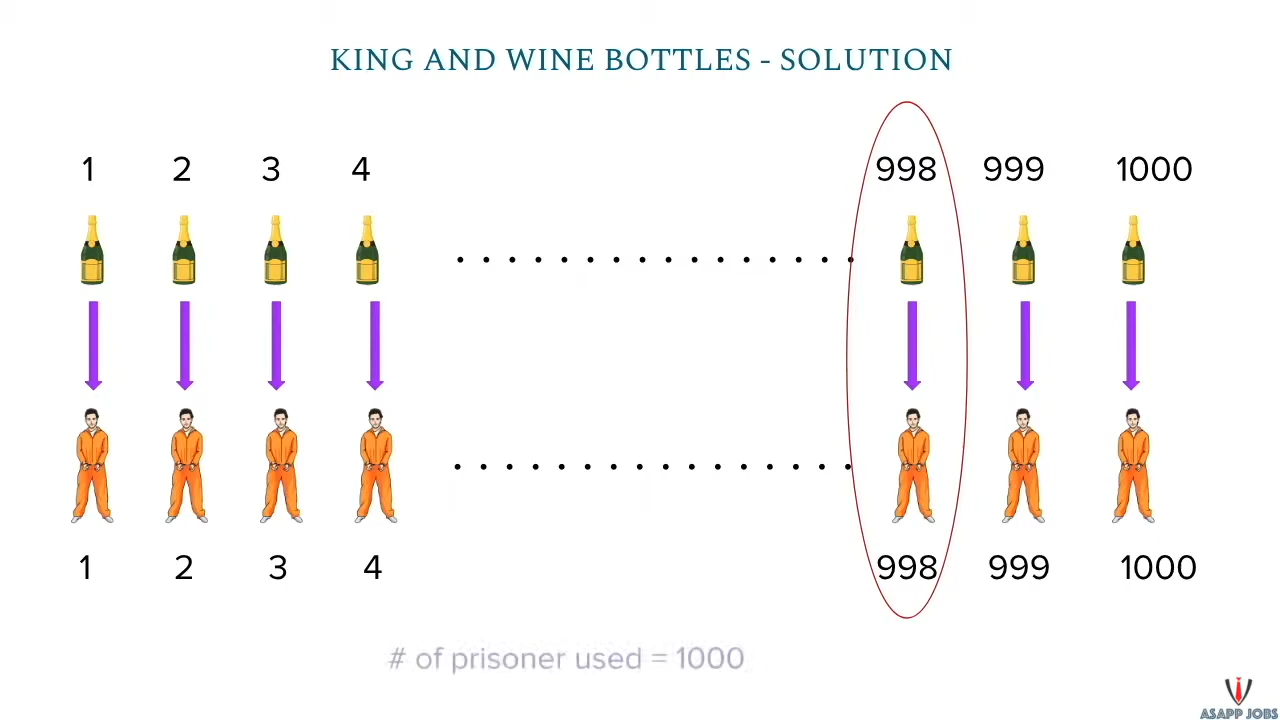 KING AND WINE BOTTLES - SOLUTION
1 2 3 4 998 999 1000
1 2 3 4 998 999 1000
# of prisoner used = 1000
ASAPP JOBS